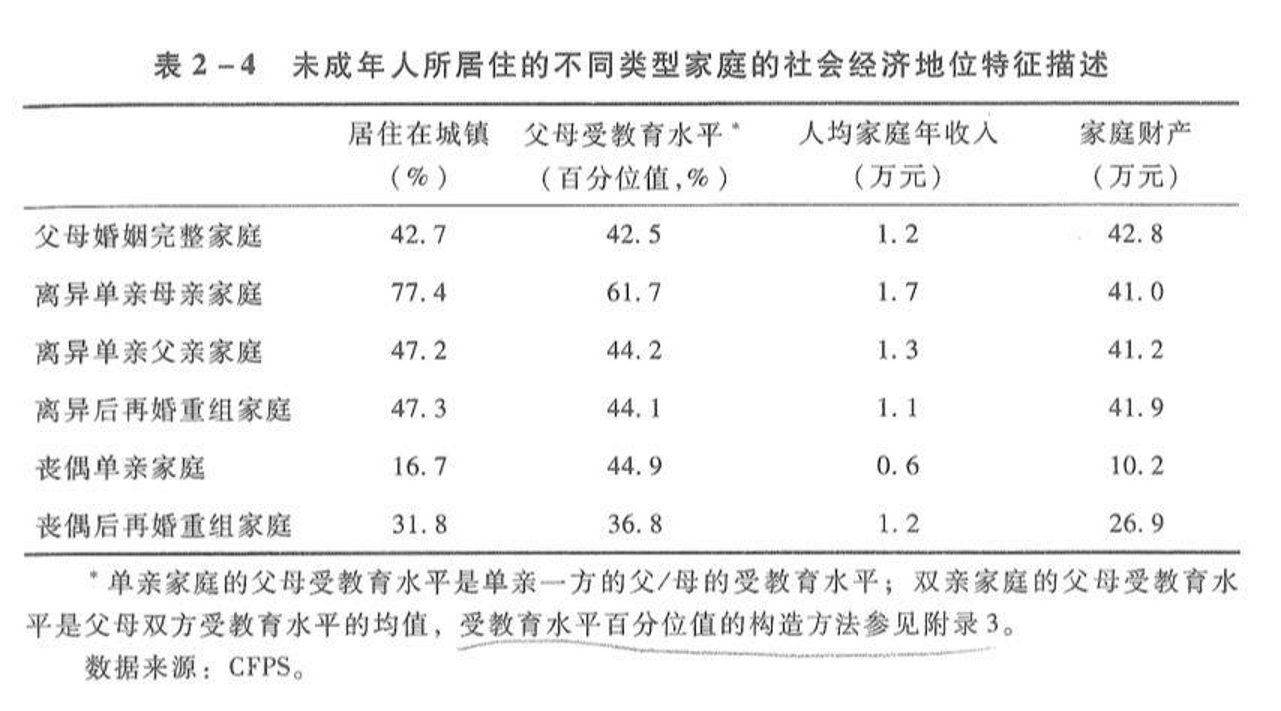 表 2-4 未成年人所居住的不同类型家庭的社会经济地位特征描述
居住在城镇 父母受教育水平* 人均家庭年收入 家庭财产
(%) (百分位值,%) (万元) (万元)
父母婚姻完整家庭 42.7 42.5 1.2 42.8
离异单亲母亲家庭 77.4 61.7 1.7 41.0
离异单亲父亲家庭 47.2 44.2 1.3 41.2
离异后再婚重组家庭 47.3 44.1 1.1 41.9
丧偶单亲家庭 16.7 44.9 0.6 10.2
丧偶后再婚重组家庭 31.8 36.8 1.2 26.9
* 单亲家庭的父母受教育水平是单亲一方的父/母的受教育水平；双亲家庭的父母受教育水
平是父母双方受教育水平的均值，受教育水平百分位值的构造方法参见附录3。
数据来源：CFPS。